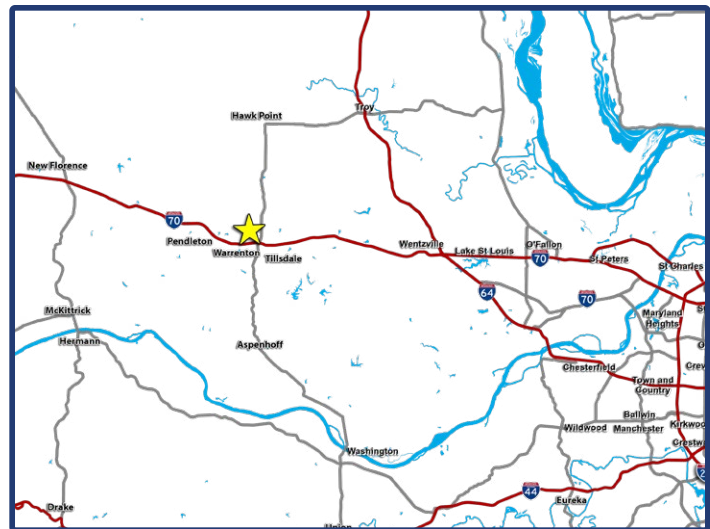 Troy
Hawk Point
New Florence
70
Pendleton
Warrenton
Tillsdale
Wentzville
Lake St Louis
O'Fallon
70
St Peters
St Charles
64
70
Maryland
Heights
McKittrick
Hermann
Aspenhoff
Chesterfield
Town and
Country
Ballwin
Manchester
Wildwood
Washington
44
Eureka
Drake